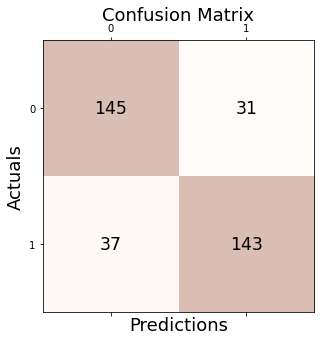 Confusion Matrix
0 1
0 145 31
Actuals
1 37 143
Predictions